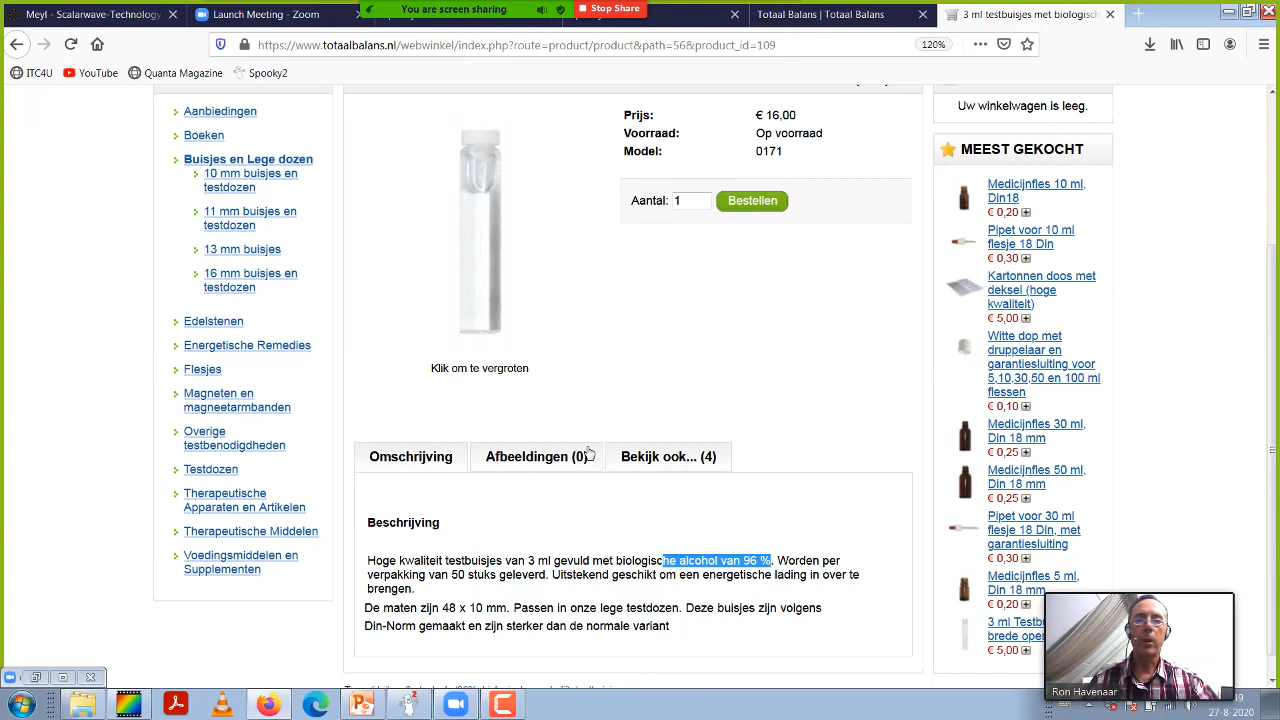 Meyl - Scalarwave-Technology
Launch Meeting - Zoom
You are screen sharing
Stop Share
Totaal Balans | Totaal Balans
3 ml testbuisjes met biologisch
https://www.totaalbalans.nl/webwinkel/index.php?route=product/product&path=56&product_id=109
120%
ITC4U
YouTube
Quanta Magazine
Spooky2
Aanbiedingen
Boeken
Buisjes en Lege dozen
10 mm buisjes en
testdozen
11 mm buisjes en
testdozen
13 mm buisjes
16 mm buisjes en
testdozen
Edelstenen
Energetische Remedies
Flesjes
Magneten en
magneetarmbanden
Overige
testbenodigdheden
Testdozen
Therapeutische
Apparaten en Artikelen
Therapeutische Middelen
Voedingsmiddelen en
Supplementen
Prijs: € 16,00
Voorraad: Op voorraad
Model: 0171
Aantal: 1 Bestellen
Klik om te vergroten
Omschrijving
Afbeeldingen (0)
Bekijk ook... (4)
Beschrijving
Hoge kwaliteit testbuisjes van 3 ml gevuld met biologische alcohol van 96 %. Worden per
verpakking van 50 stuks geleverd. Uitstekend geschikt om een energetische lading in over te
brengen.
De maten zijn 48 x 10 mm. Passen in onze lege testdozen. Deze buisjes zijn volgens
Din-Norm gemaakt en zijn sterker dan de normale variant
Uw winkelwagen is leeg.
MEEST GEKOCHT
Medicijnfles 10 ml,
Din18
€ 0,20
Pipet voor 10 ml
flesje 18 Din
€ 0,30
Kartonnen doos met
deksel (hoge
kwaliteit)
€ 5,00
Witte dop met
druppelaar en
garantiesluiting voor
5,10,30,50 en 100 ml
flessen
€ 0,10
Medicijnfles 30 ml,
Din 18 mm
€ 0,25
Medicijnfles 50 ml,
Din 18 mm
€ 0,25
Pipet voor 30 ml
flesje 18 Din, met
garantiesluiting
€ 0,30
Medicijnfles 5 ml,
Din 18 mm
€ 0,20
3 ml
brede
€ 5,00
Ron Havenaar
27-8-2020